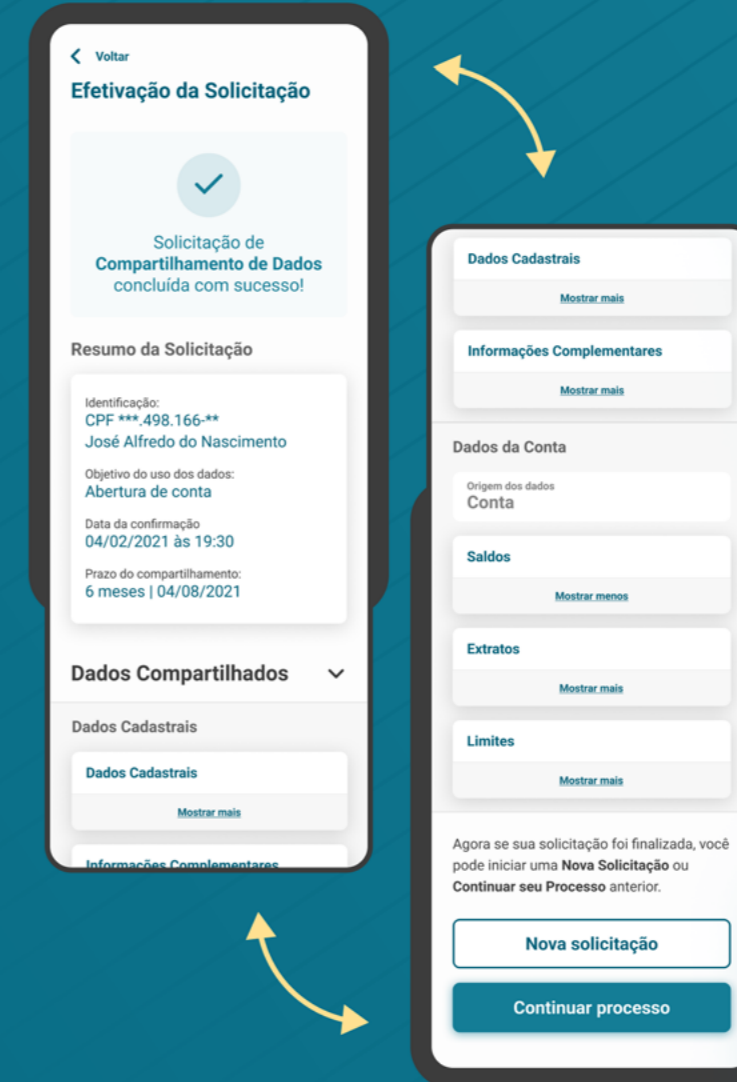 Voltar
Efetivação da Solicitação
Solicitação de
Compartilhamento de Dados
concluída com sucesso!
Resumo da Solicitação
Identificação:
CPF ***.498.166-**
José Alfredo do Nascimento
Objetivo do uso dos dados:
Abertura de conta
Data da confirmação
04/02/2021 às 19:30
Prazo do compartilhamento:
6 meses | 04/08/2021
Dados Compartilhados
Dados Cadastrais
Dados Cadastrais
Mostrar mais
Informações Complementares
Dados Cadastrais
Mostrar mais
Informações Complementares
Mostrar mais
Dados da Conta
Origem dos dados
Conta
Saldos
Mostrar menos
Extratos
Mostrar mais
Limites
Mostrar mais
Agora se sua solicitação foi finalizada, você
pode iniciar uma Nova Solicitação ou
Continuar seu Processo anterior.
Nova solicitação
Continuar processo